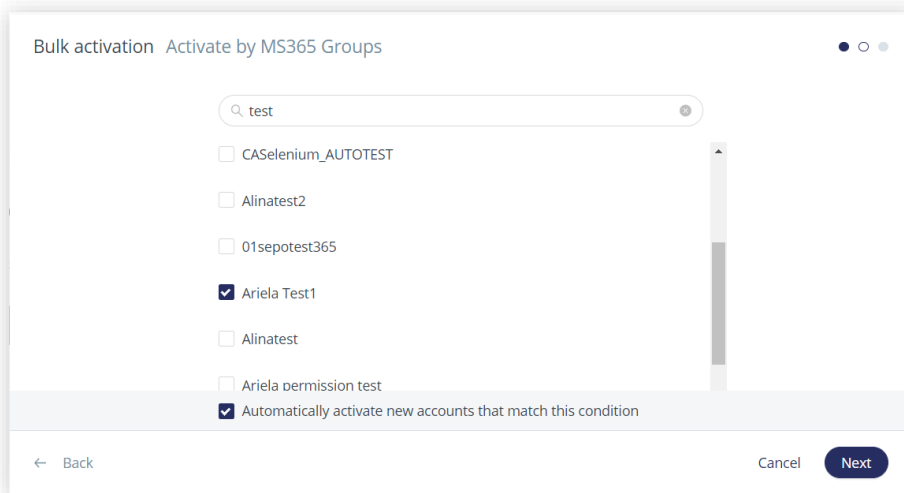 Bulk activation Activate by MS365 Groups
test
CASelenium_AUTOTEST
Alinatest2
01sepotest365
Ariela Test1
Alinatest
Ariela permission test
Automatically activate new accounts that match this condition
Back
Cancel
Next